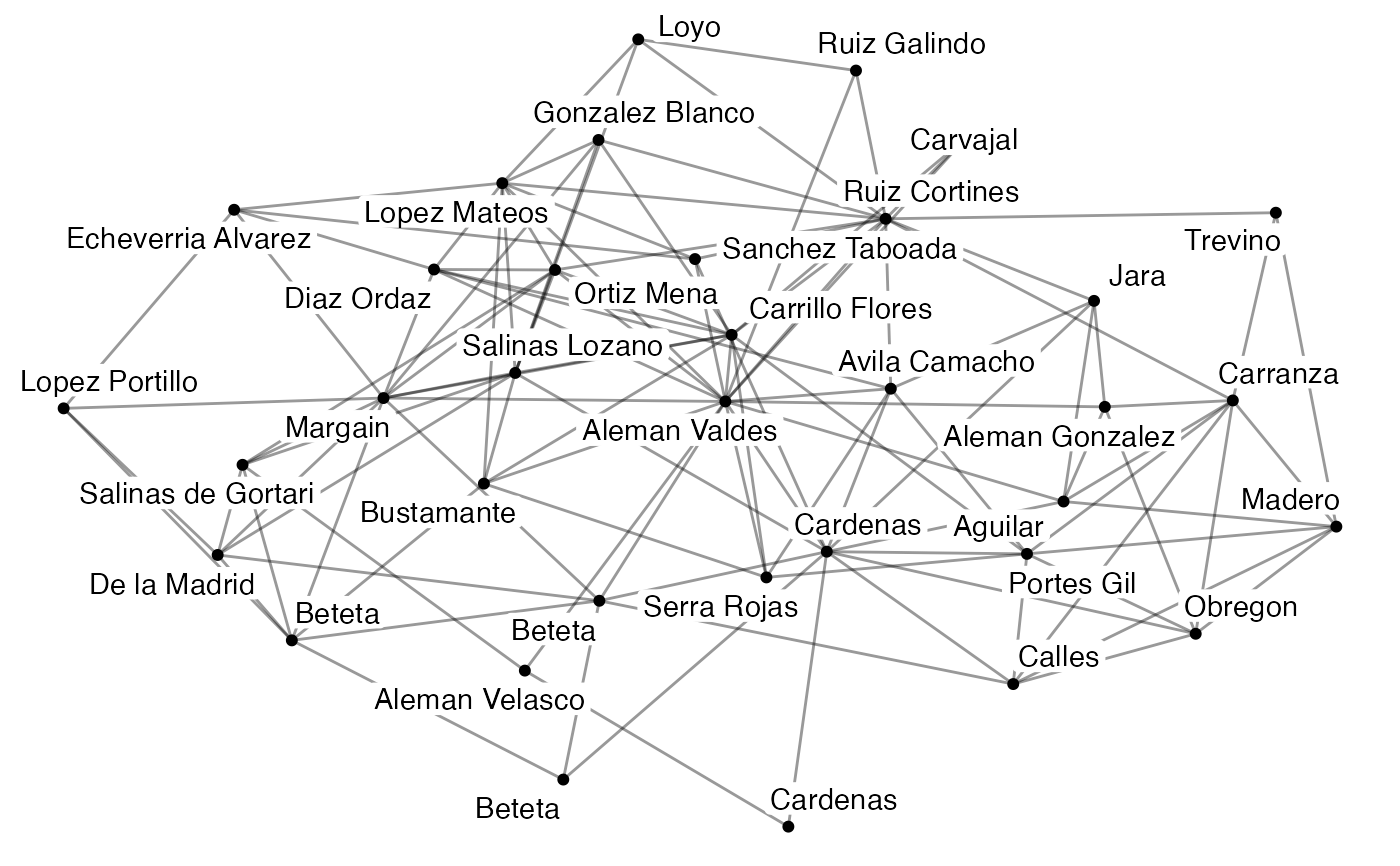 Loyo
Ruiz Galindo
Gonzalez Blanco
Carvajal
Ruiz Cortines
Lopez Mateos
Echeverria Alvarez
Sanchez Taboada
Trevino
Jara
Diaz Ordaz
Ortiz Mena
Carrillo Flores
Salinas Lozano
Avila Camacho
Lopez Portillo
Carranza
Margain
Aleman Valdes
Aleman Gonzalez
Salinas de Gortari
Bustamante
Madero
Cardenas
Aguilar
De la Madrid
Portes Gil
Beteta
Serra Rojas
Obregon
Beteta
Calles
Aleman Velasco
Cardenas
Beteta